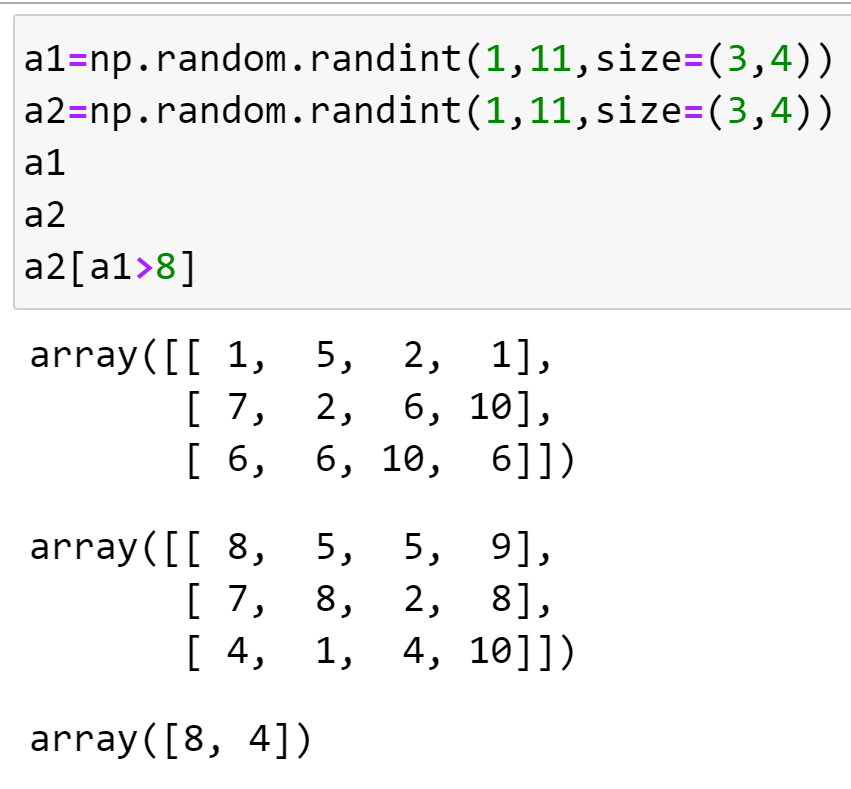 a1=np.random.randint(1,11,size=(3,4))
a2=np.random.randint(1,11,size=(3,4))
a1
a2
a2[a1>8]
array([[ 1,  5,  2,  1],
       [ 7,  2,  6, 10],
       [ 6,  6, 10,  6]])
array([[ 8,  5,  5,  9],
       [ 7,  8,  2,  8],
       [ 4,  1,  4, 10]])
array([8, 4])